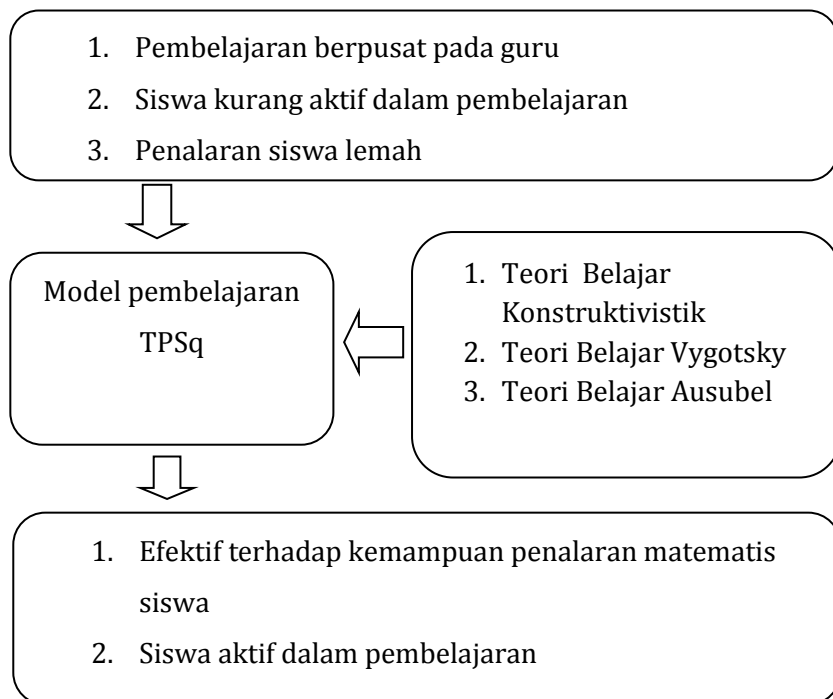 1. Pembelajaran berpusat pada guru
2. Siswa kurang aktif dalam pembelajaran
3. Penalaran siswa lemah
Model pembelajaran
TPSq
1. Teori Belajar
Konstruktivistik
2. Teori Belajar Vygotsky
3. Teori Belajar Ausubel
1. Efektif terhadap kemampuan penalaran matematis
siswa
2. Siswa aktif dalam pembelajaran